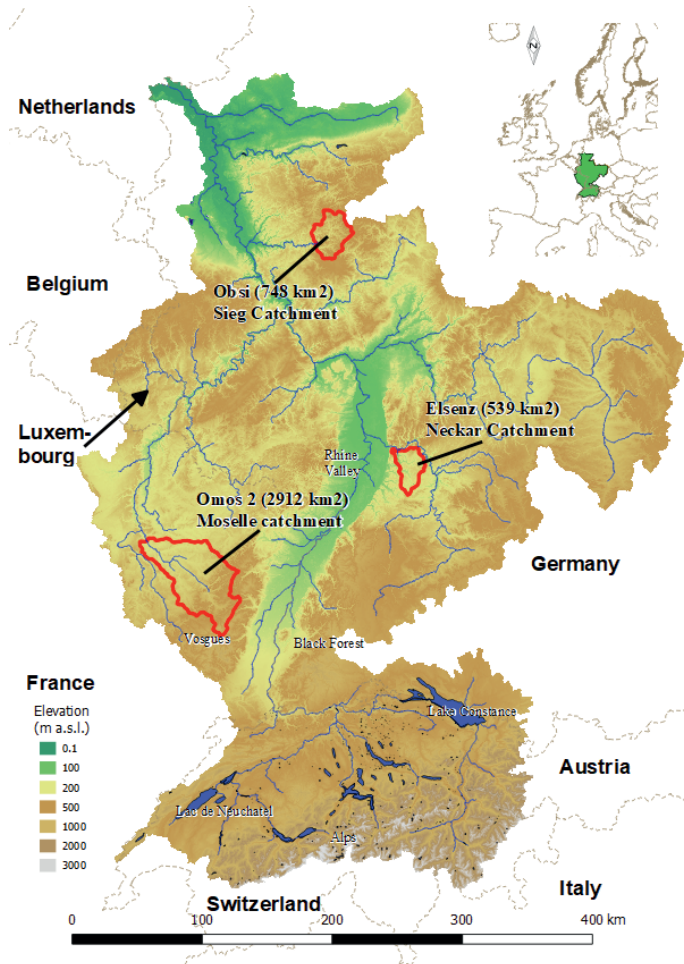 N
Netherlands
Belgium
Obsi (748 km2)
Sieg Catchment
Luxem-
bourg
Elsenz (539 km2)
Neckar Catchment
Rhine
Valley
Omos 2 (2912 km2)
Moselle catchment
Germany
Vosgues
Black Forest
France
Elevation
(m a.s.l.)
0.1
100
200
500
1000
2000
3000
Lake Constance
Austria
Lac de Neuchatel
Alps
Switzerland
Italy
0 100 200 300 400 km